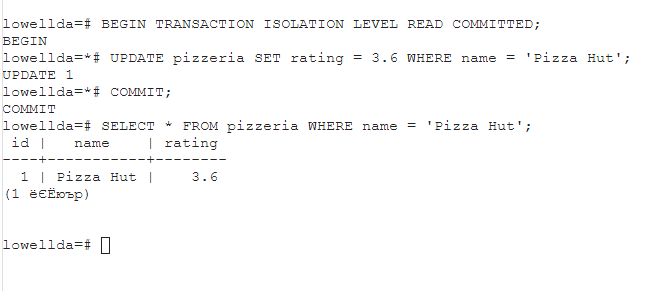 lowellda=# BEGIN TRANSACTION ISOLATION LEVEL READ COMMITTED;
BEGIN
lowellda=*# UPDATE pizzeria SET rating = 3.6 WHERE name = 'Pizza Hut';
UPDATE 1
lowellda=*# COMMIT;
COMMIT
lowellda=# SELECT * FROM pizzeria WHERE name = 'Pizza Hut';
 id |   name    | rating
----+-----------+--------
  1 | Pizza Hut |    3.6
(1 ёЄЁюър)
lowellda=#